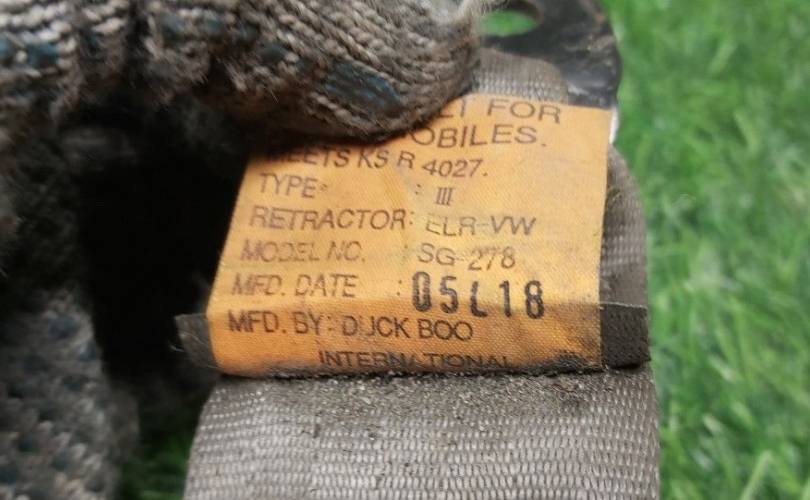 FOR
OBILES.
MEETS KS R 4027.
TYPE : III
RETRACTOR: ELR-VW
MODEL NO. : SG-278
MFD. DATE : 05L18
MFD. BY: DUCK BOO
INTERNATIONAL